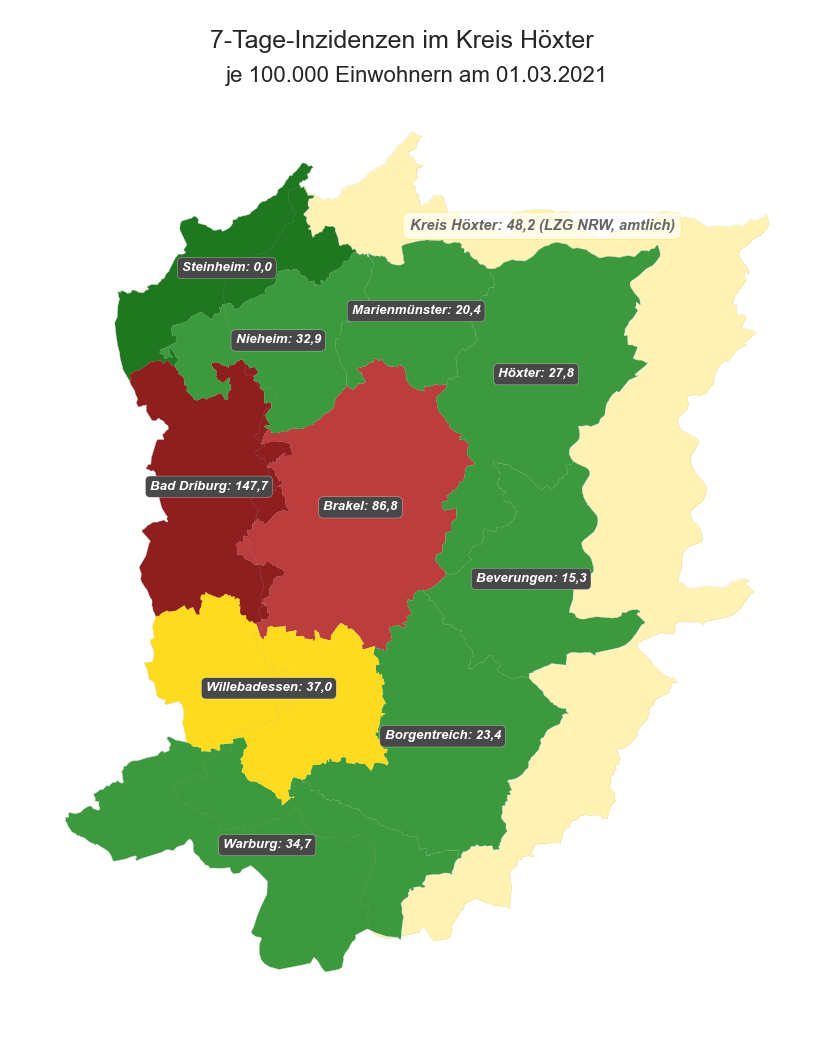 7-Tage-Inzidenzen im Kreis Höxter
je 100.000 Einwohnern am 01.03.2021
Kreis Höxter: 48,2 (LZG NRW, amtlich)
Steinheim: 0,0
Marienmünster: 20,4
Nieheim: 32,9
Höxter: 27,8
Bad Driburg: 147,7
Brakel: 86,8
Beverungen: 15,3
Willebadessen: 37,0
Borgentreich: 23,4
Warburg: 34,7